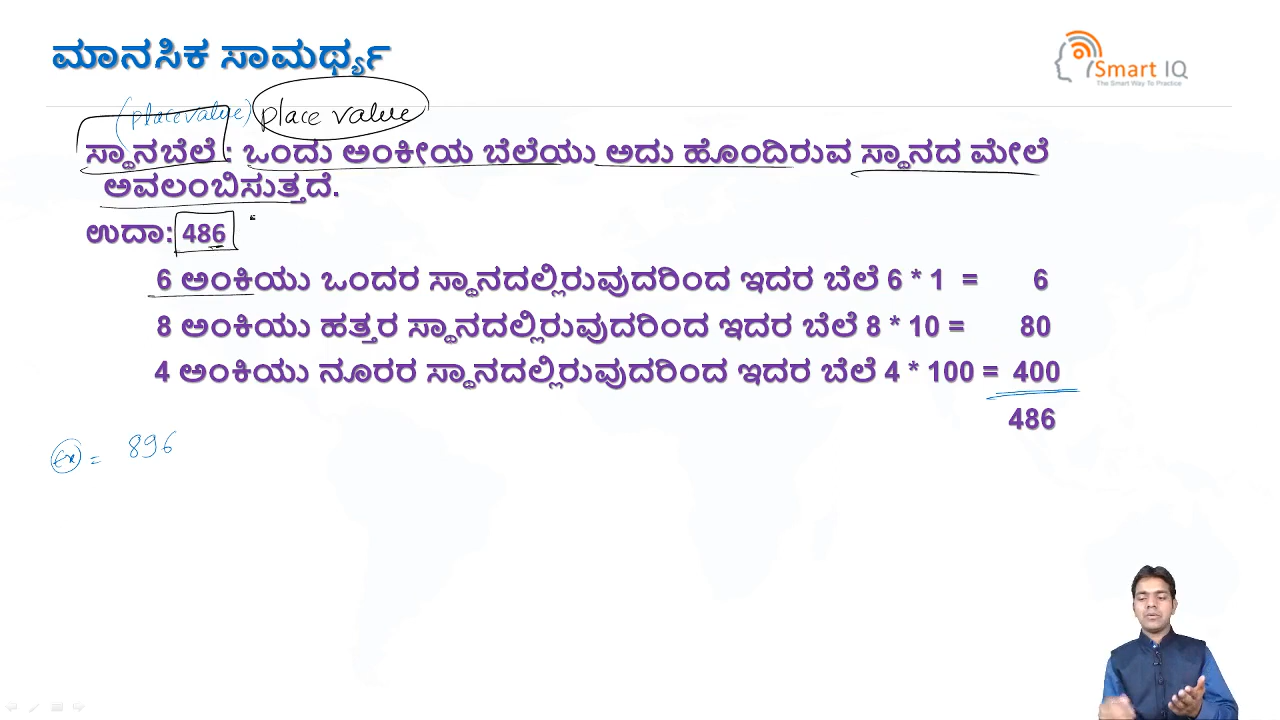 ಮಾನಸಿಕ ಸಾಮರ್ಥ್ಯ
Smart IQ
The Smart Way To Practice
(place value) place value
ಸ್ಥಾನಬೆಲೆ : ಒಂದು ಅಂಕೀಯ ಬೆಲೆಯು ಅದು ಹೊಂದಿರುವ ಸ್ಥಾನದ ಮೇಲೆ
ಅವಲಂಬಿಸುತ್ತದೆ.
ಉದಾ: 486
6 ಅಂಕಿಯು ಒಂದರ ಸ್ಥಾನದಲ್ಲಿರುವುದರಿಂದ ಇದರ ಬೆಲೆ 6 * 1 = 6
8 ಅಂಕಿಯು ಹತ್ತರ ಸ್ಥಾನದಲ್ಲಿರುವುದರಿಂದ ಇದರ ಬೆಲೆ 8 * 10 = 80
4 ಅಂಕಿಯು ನೂರರ ಸ್ಥಾನದಲ್ಲಿರುವುದರಿಂದ ಇದರ ಬೆಲೆ 4 * 100 = 400
486
Ex = 896